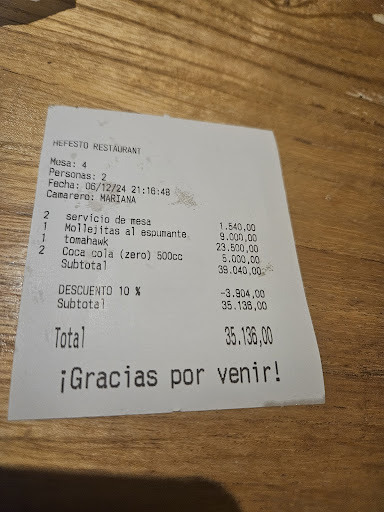 HEFESTO RESTAURANT
Mesa: 4
Personas: 2
Fecha: 06/12/24 21:16:48
Camarero: MARIANA
2 servicio de mesa 1.540,00
1 Mollejitas al espumante 9.000,00
1 tomahawk 23.500,00
2 Coca cola (zero) 500cc 5.000,00
Subtotal 39.040,00
DESCUENTO 10 % -3.904,00
Subtotal 35.136,00
Total 35.136,00
¡Gracias por venir!